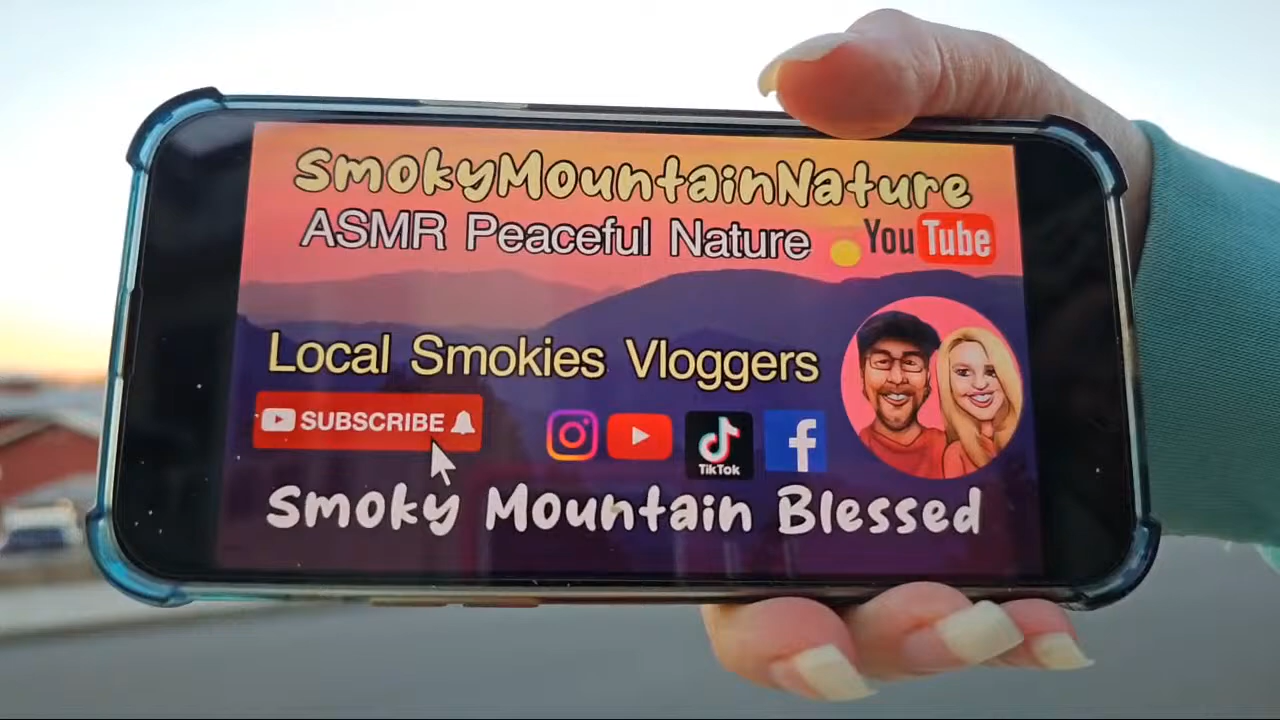 SmokyMountainNature
ASMR Peaceful Nature
YouTube
Local Smokies Vloggers
SUBSCRIBE
TikTok
Smoky Mountain Blessed